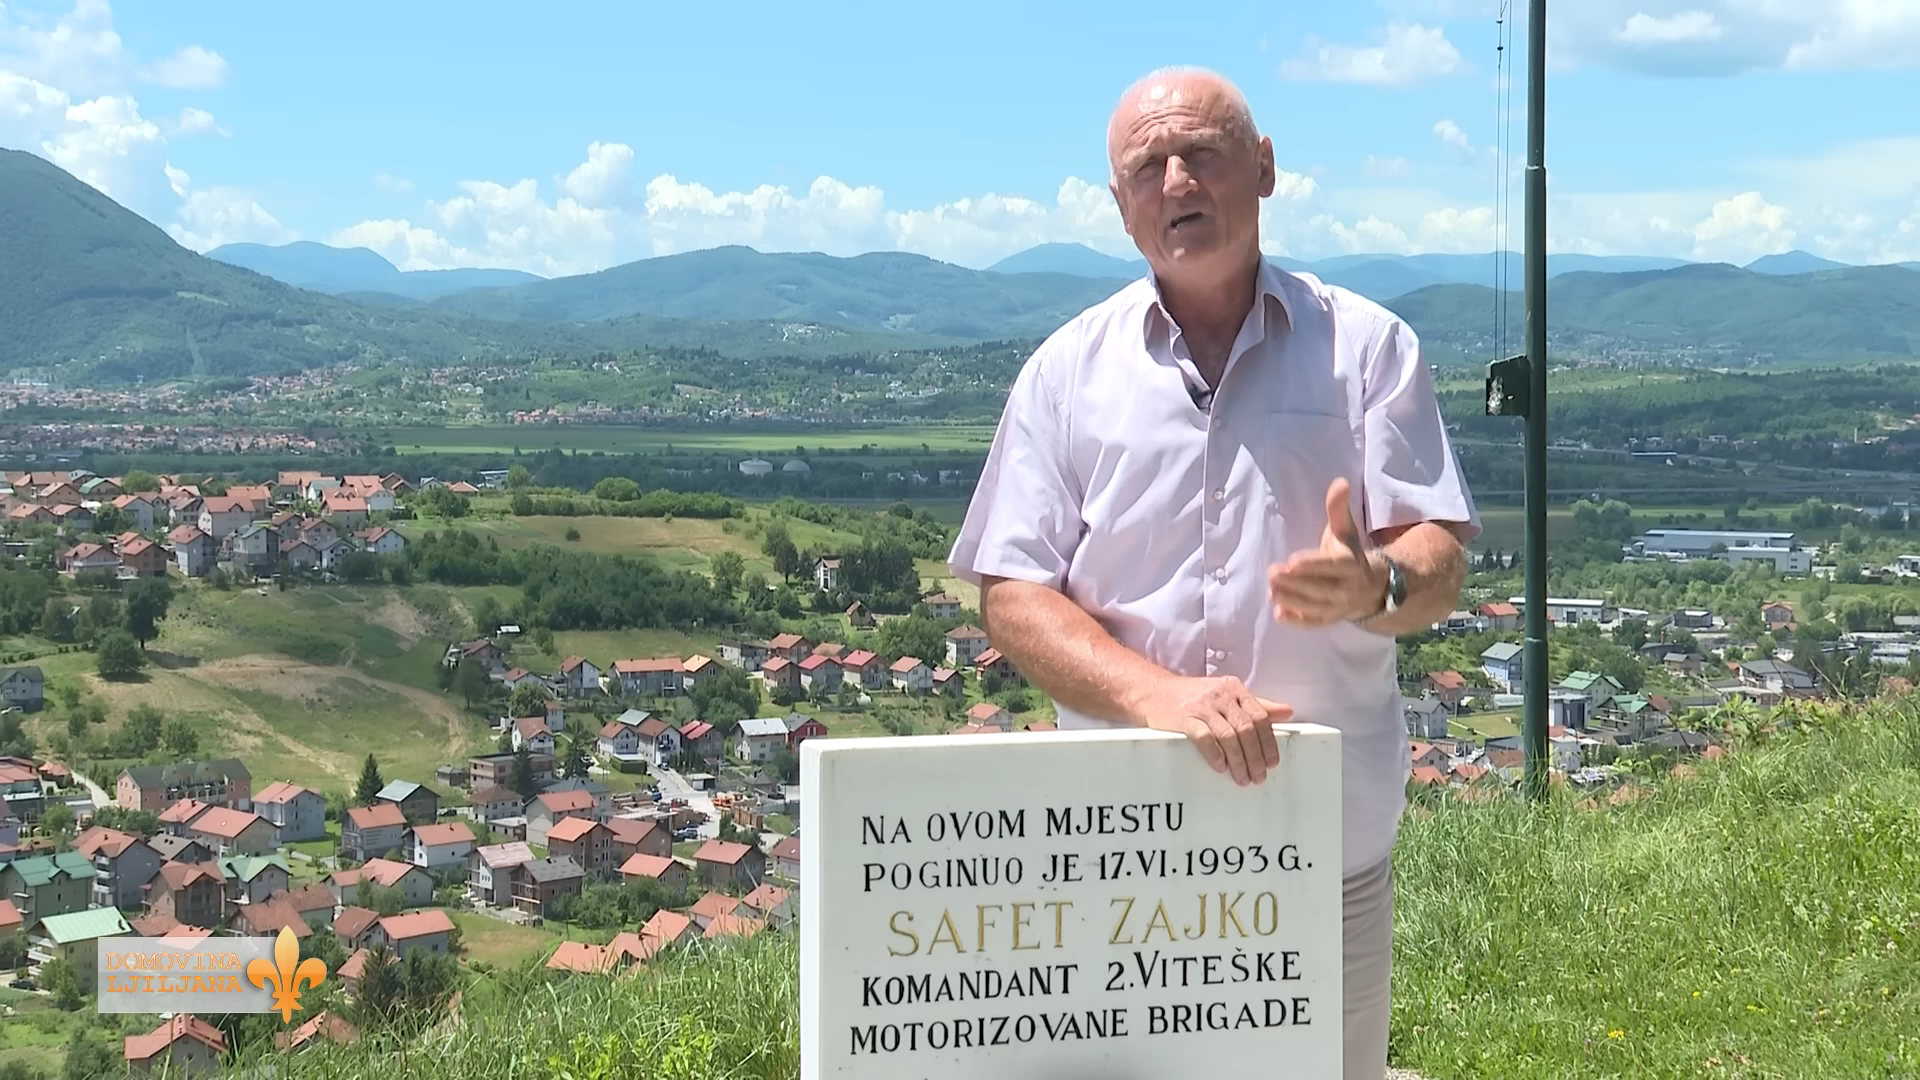 NA OVOM MJESTU
POGINUO JE 17.VI.1993 G.
SAFET ZAJKO
KOMANDANT 2.VITEŠKE
MOTORIZOVANE BRIGADE
DOMOVINA
LJILJANA